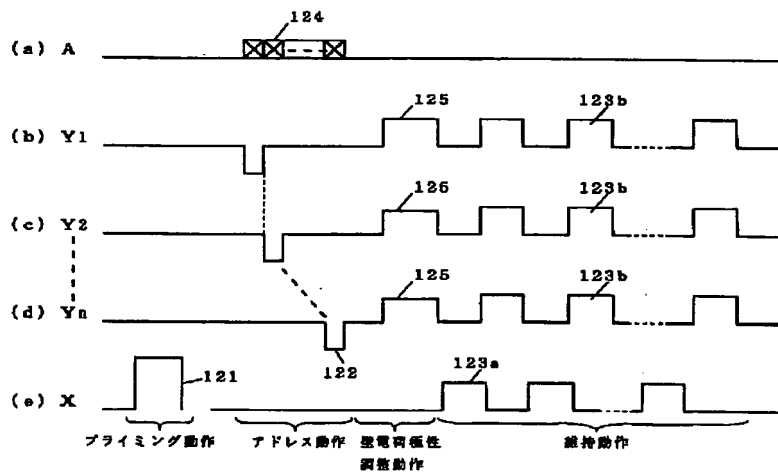 124
(a) A
125
123b
(b) Y1
126
123b
(c) Y2
125
123b
(d) Yn
122
121
123a
(e) X
プライミング動作
アドレス動作
壁電荷極性
調整動作
維持動作